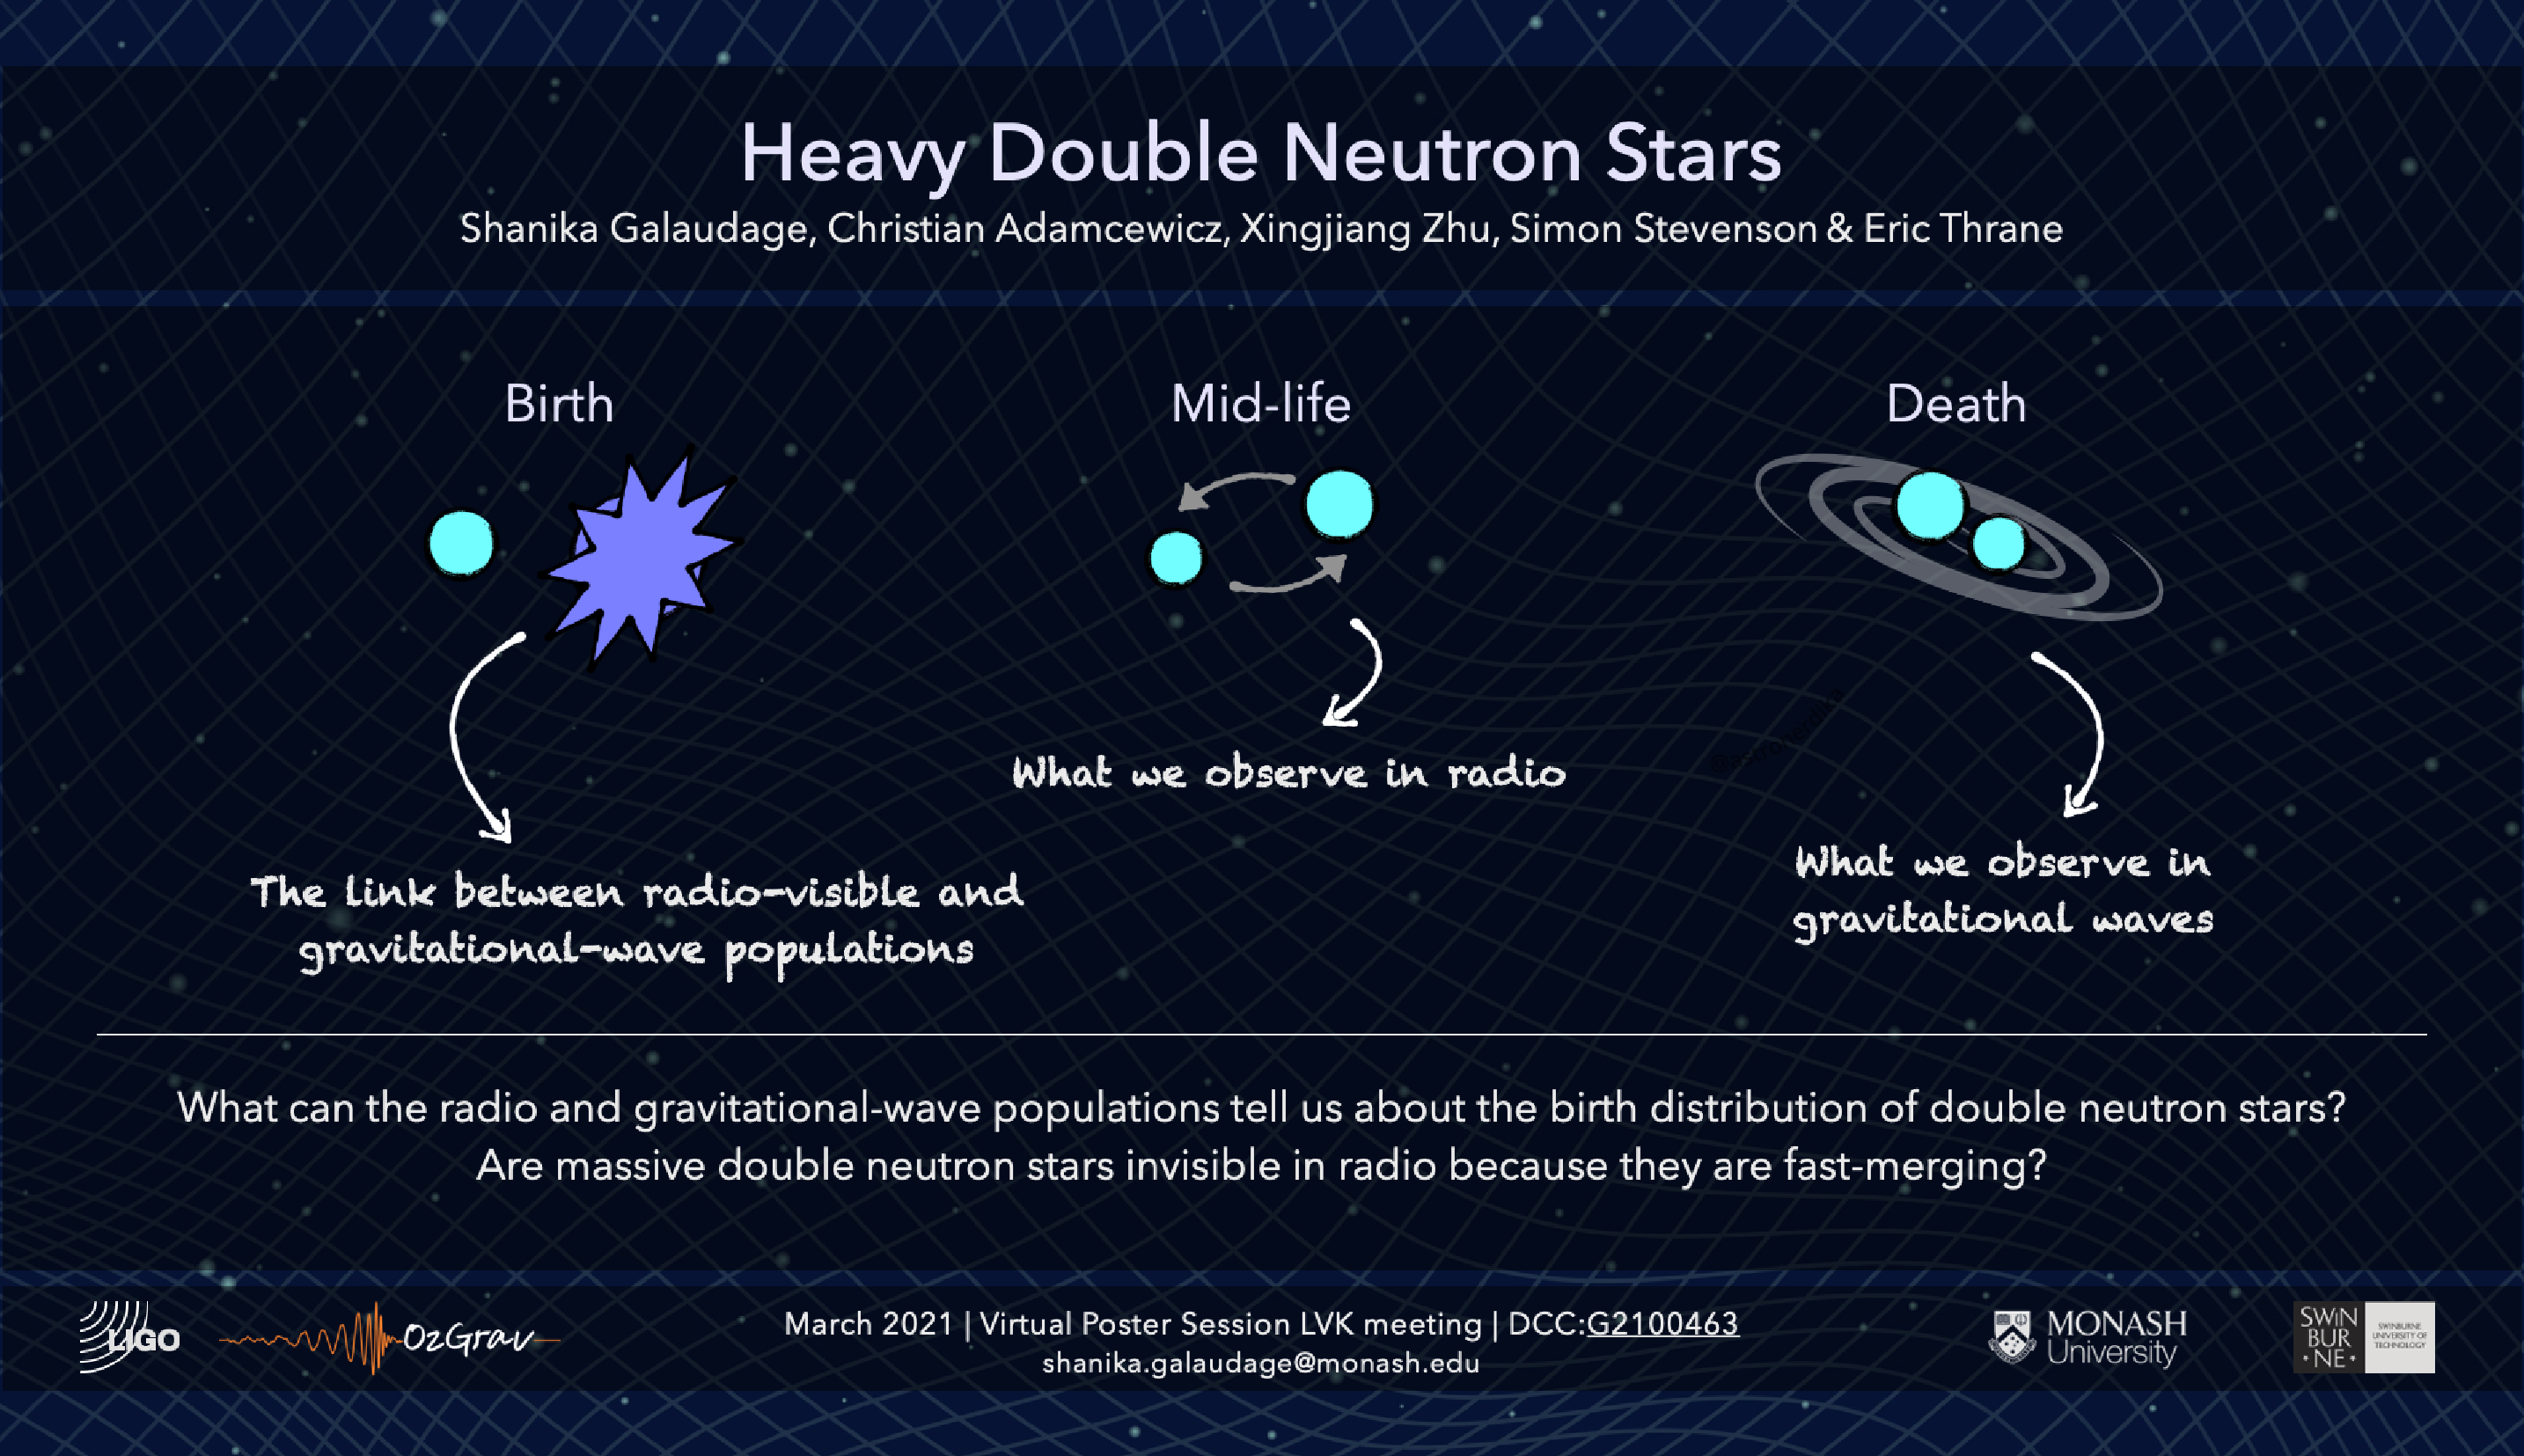 Heavy Double Neutron Stars
Shanika Galaudage, Christian Adamcewicz, Xingjiang Zhu, Simon Stevenson & Eric Thrane
Birth
Mid-life
Death
What we observe in radio
The link between radio-visible and
gravitational-wave populations
What we observe in
gravitational waves
What can the radio and gravitational-wave populations tell us about the birth distribution of double neutron stars?
Are massive double neutron stars invisible in radio because they are fast-merging?
LIGO
OzGrav
March 2021 | Virtual Poster Session LVK meeting | DCC:G2100463
shanika.galaudage@monash.edu
MONASH
University
SWIN
BUR
•NE•
SWINBURNE
UNIVERSITY OF
TECHNOLOGY